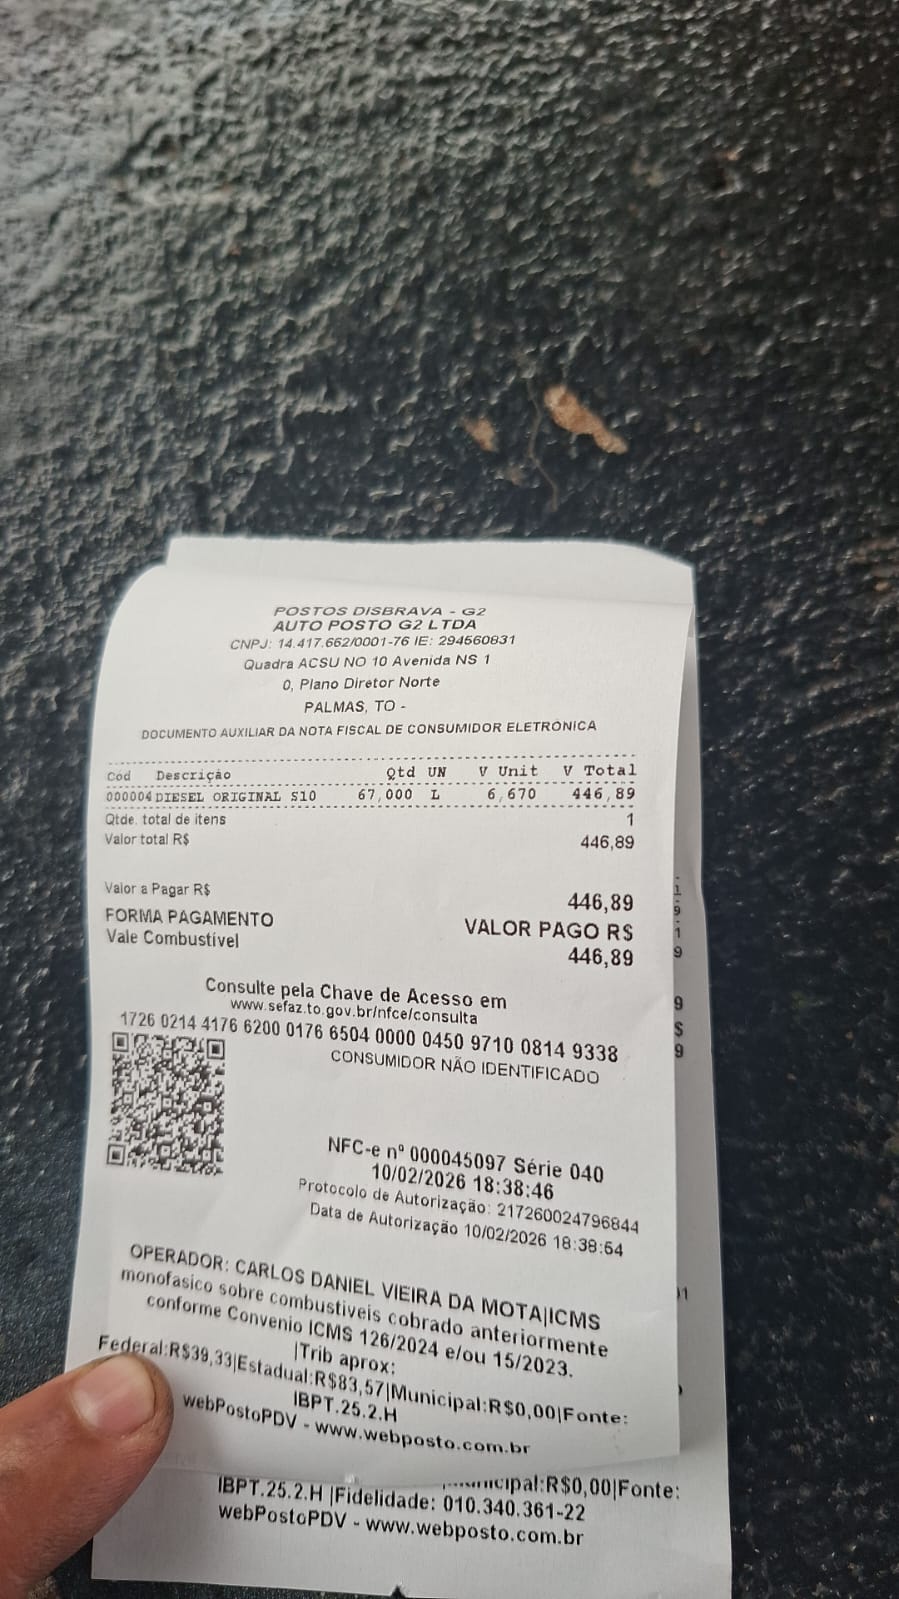 POSTOS DISBRAVA - G2
AUTO POSTO G2 LTDA
CNPJ: 14.417.662/0001-76 IE: 294560831
Quadra ACSU NO 10 Avenida NS 1
0, Plano Diretor Norte
PALMAS, TO -
DOCUMENTO AUXILIAR DA NOTA FISCAL DE CONSUMIDOR ELETRÔNICA
Cód Descrição Qtd UN V Unit V Total
000004 DIESEL ORIGINAL S10 67,000 L 6,670 446,89
Qtde. total de itens 1
Valor total R$ 446,89
Valor a Pagar R$ 446,89
FORMA PAGAMENTO VALOR PAGO R$
Vale Combustível 446,89
Consulte pela Chave de Acesso em
www.sefaz.to.gov.br/nfce/consulta
1726 0214 4176 6200 0176 6504 0000 0450 9710 0814 9338
CONSUMIDOR NÃO IDENTIFICADO
NFC-e nº 000045097 Série 040
10/02/2026 18:38:46
Protocolo de Autorização: 217260024796844
Data de Autorização 10/02/2026 18:38:54
OPERADOR: CARLOS DANIEL VIEIRA DA MOTA|ICMS
monofasico sobre combustiveis cobrado anteriormente
conforme Convenio ICMS 126/2024 e/ou 15/2023.
|Trib aprox:
Federal:R$39,33|Estadual:R$83,57|Municipal:R$0,00|Fonte:
IBPT.25.2.H
webPostoPDV - www.webposto.com.br
R$0,00|Fonte:
IBPT.25.2.H |Fidelidade: 010.340.361-22
webPostoPDV - www.webposto.com.br